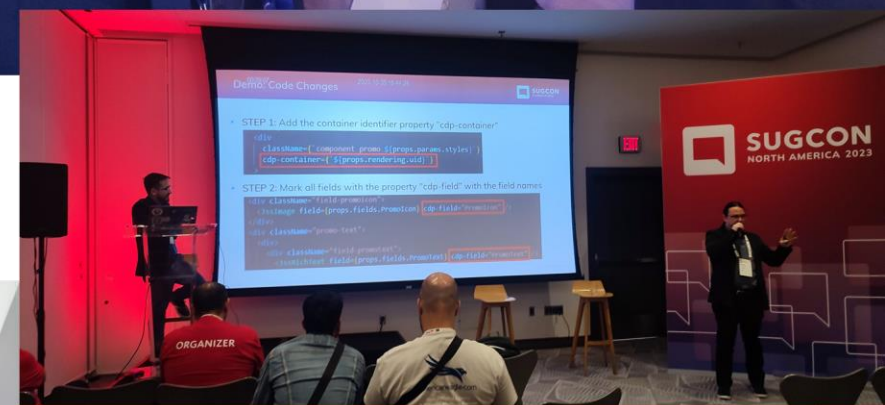 Demo: Code Changes
SUGCON
• STEP 1: Add the container identifier property "cdp-container"
<div
className={`component promo ${props.params.styles}`}
cdp-container={`${props.rendering.uid}`}
>
• STEP 2: Mark all fields with the property "cdp-field" with the field names
<div className="field-promoicon">
<JssImage field={props.fields.PromoIcon} cdp-field="PromoIcon" />
</div>
<div className="promo-text">
<div>
<div className="field-promotext">
<JssRichText field={props.fields.PromoText} cdp-field="PromoText"
EXIT
SUGCON
NORTH AMERICA 2023
ORGANIZER